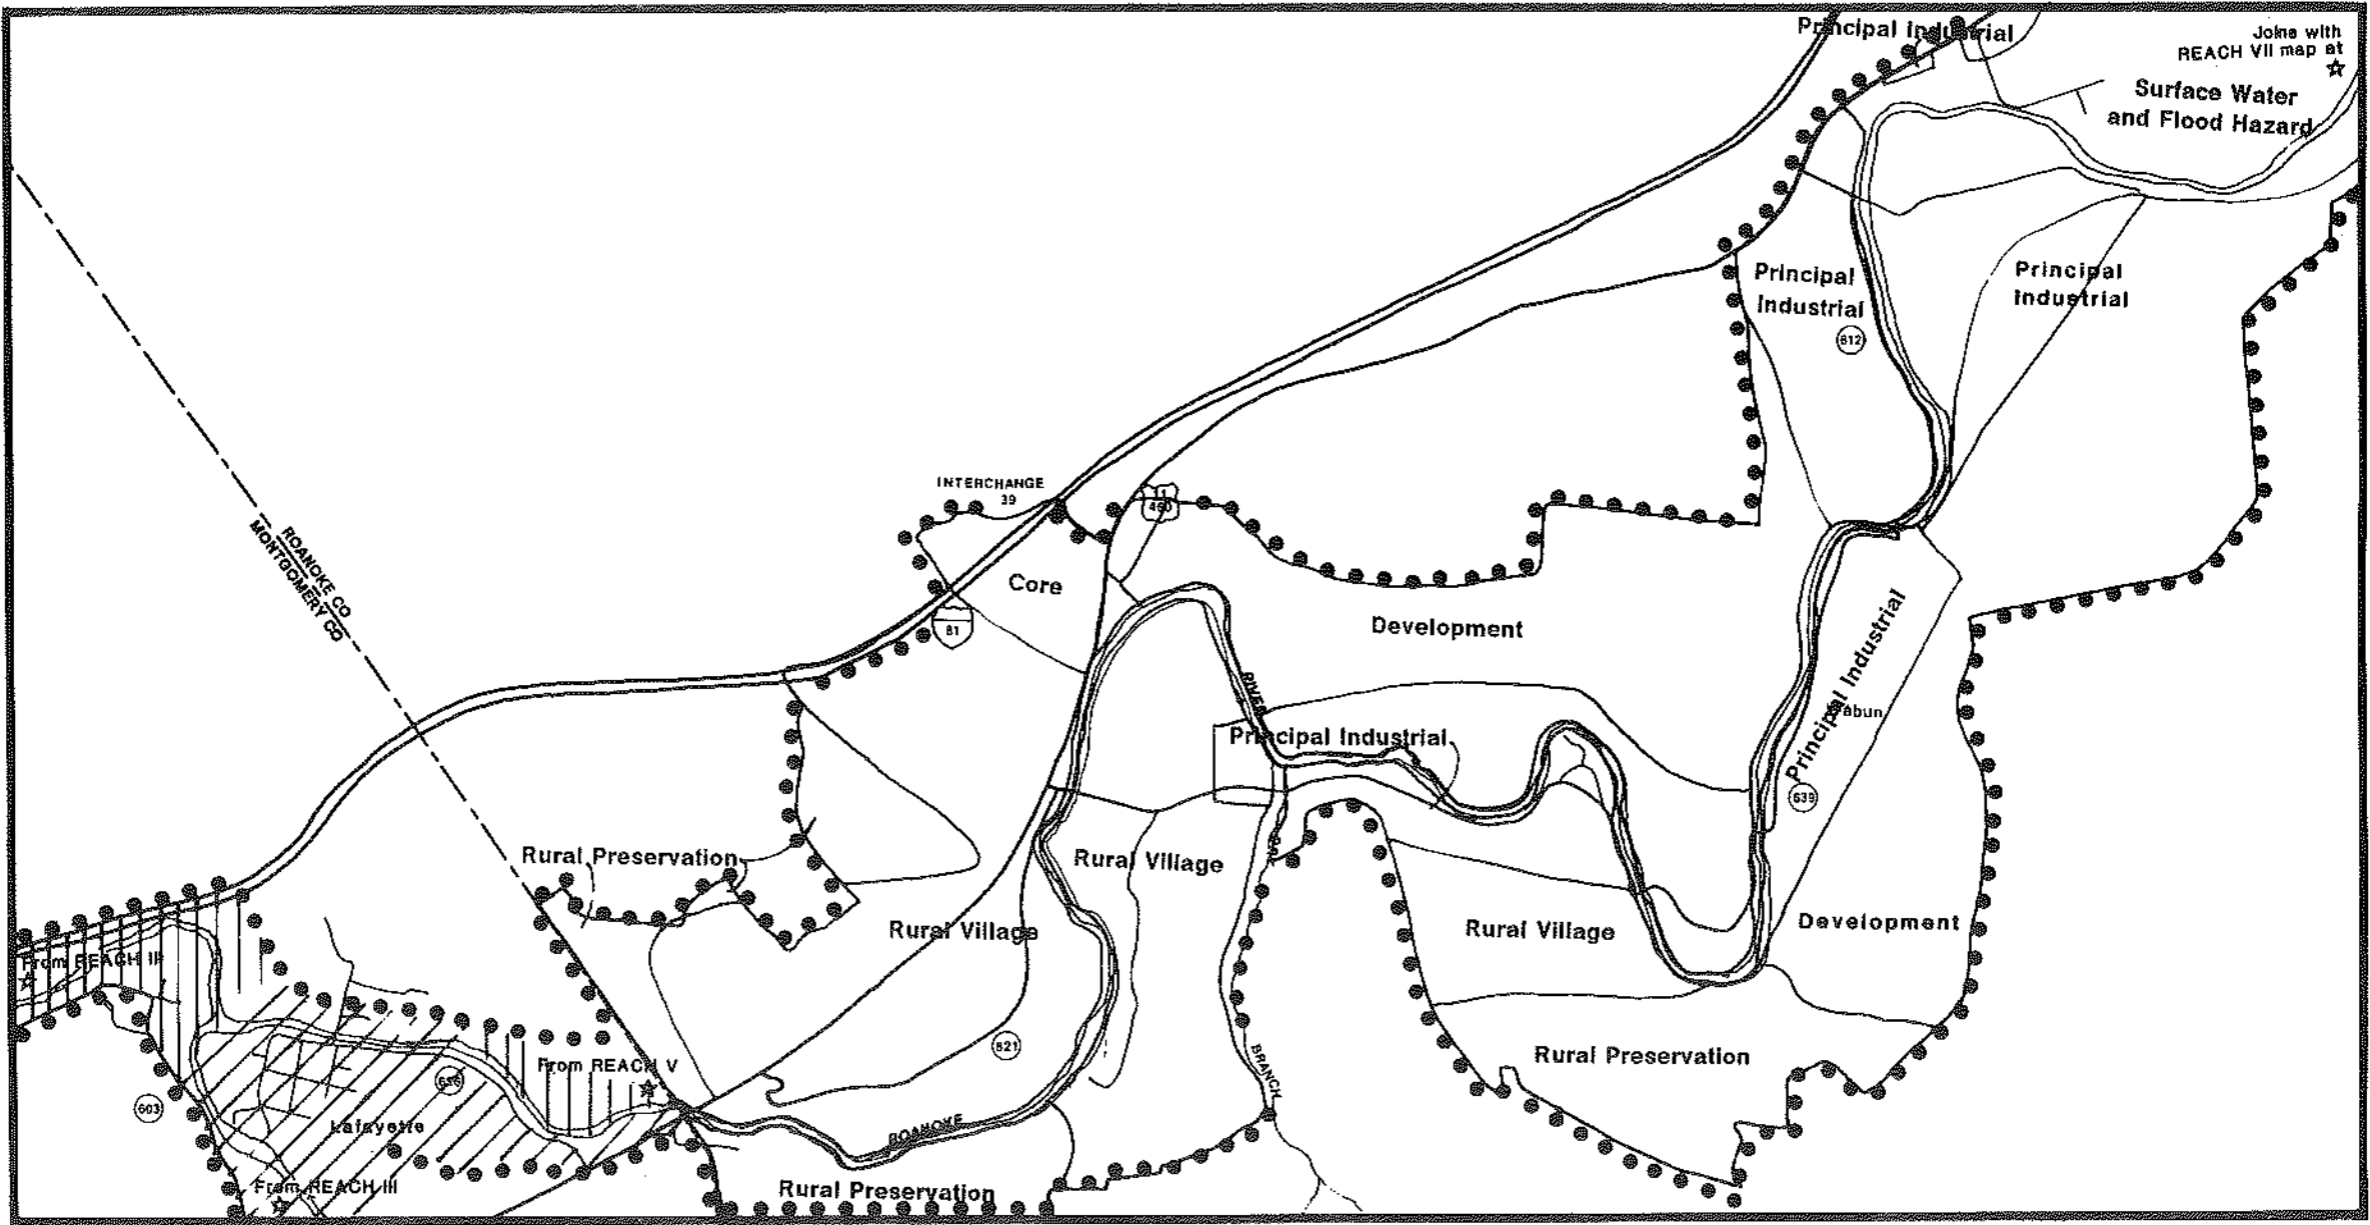 Principal Industrial
Joins with
REACH VII map at
Surface Water
and Flood Hazard
Principal
Industrial
Principal
Industrial
612
INTERCHANGE
39
11
460
Core
81
ROANOKE CO
MONTGOMERY CO
Development
RIVER
Principal Industrial
Principal Industrial
639
Rural Preservation
Rural Village
Rural Village
Rural Village
Development
From REACH II
821
From REACH V
636
603
Lafayette
BRANCH
Rural Preservation
ROANOKE
From REACH III
Rural Preservation